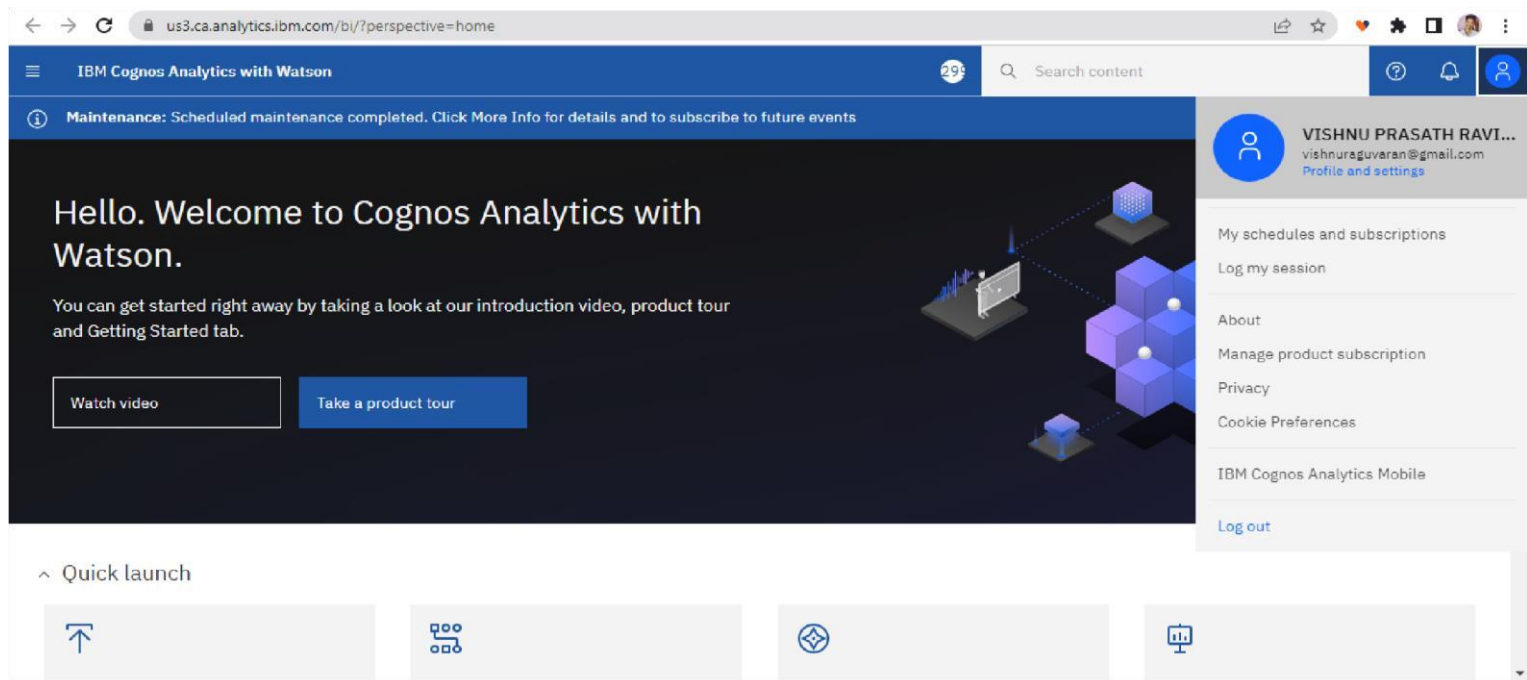 us3.ca.analytics.ibm.com/bi/?perspective=home
IBM Cognos Analytics with Watson
299
Search content
Maintenance: Scheduled maintenance completed. Click More Info for details and to subscribe to future events
VISHNU PRASATH RAVI...
vishnuraguvaran@gmail.com
Profile and settings
Hello. Welcome to Cognos Analytics with
Watson.
You can get started right away by taking a look at our introduction video, product tour
and Getting Started tab.
Watch video
Take a product tour
My schedules and subscriptions
Log my session
About
Manage product subscription
Privacy
Cookie Preferences
IBM Cognos Analytics Mobile
Log out
Quick launch